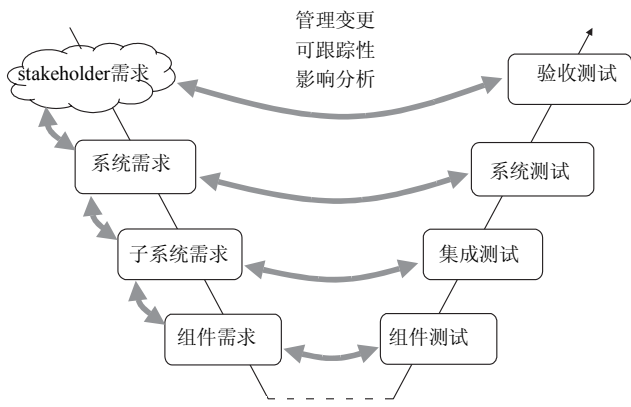 管理变更
可跟踪性
影响分析
stakeholder需求
验收测试
系统需求
系统测试
子系统需求
集成测试
组件需求
组件测试